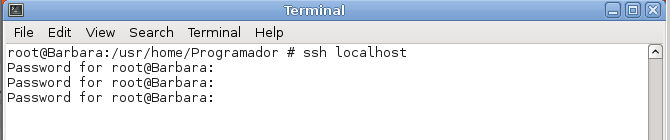 Terminal
File Edit View Search Terminal Help
root@Barbara:/usr/home/Programador # ssh localhost
Password for root@Barbara:
Password for root@Barbara:
Password for root@Barbara: